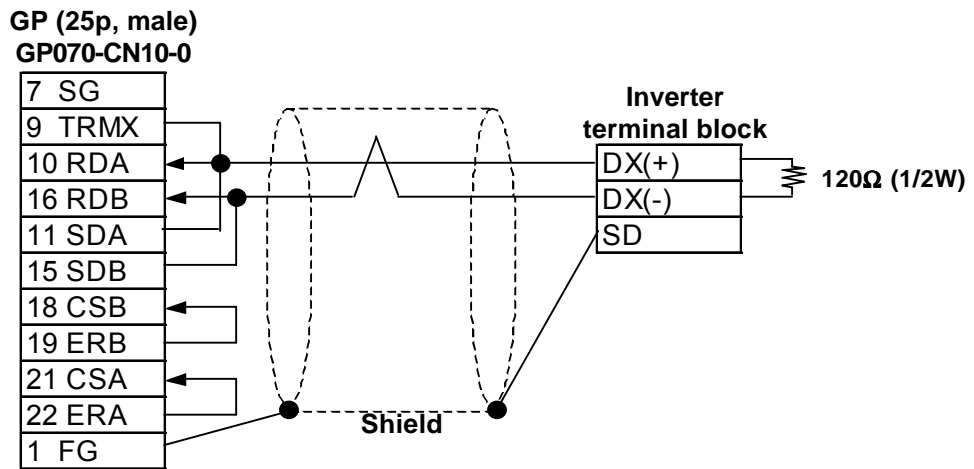 GP (25p, male)
GP070-CN10-0
7 SG
9 TRMX
10 RDA
16 RDB
11 SDA
15 SDB
18 CSB
19 ERB
21 CSA
22 ERA
1 FG
Shield
Inverter
terminal block
DX(+)
DX(-)
SD
120Ω (1/2W)